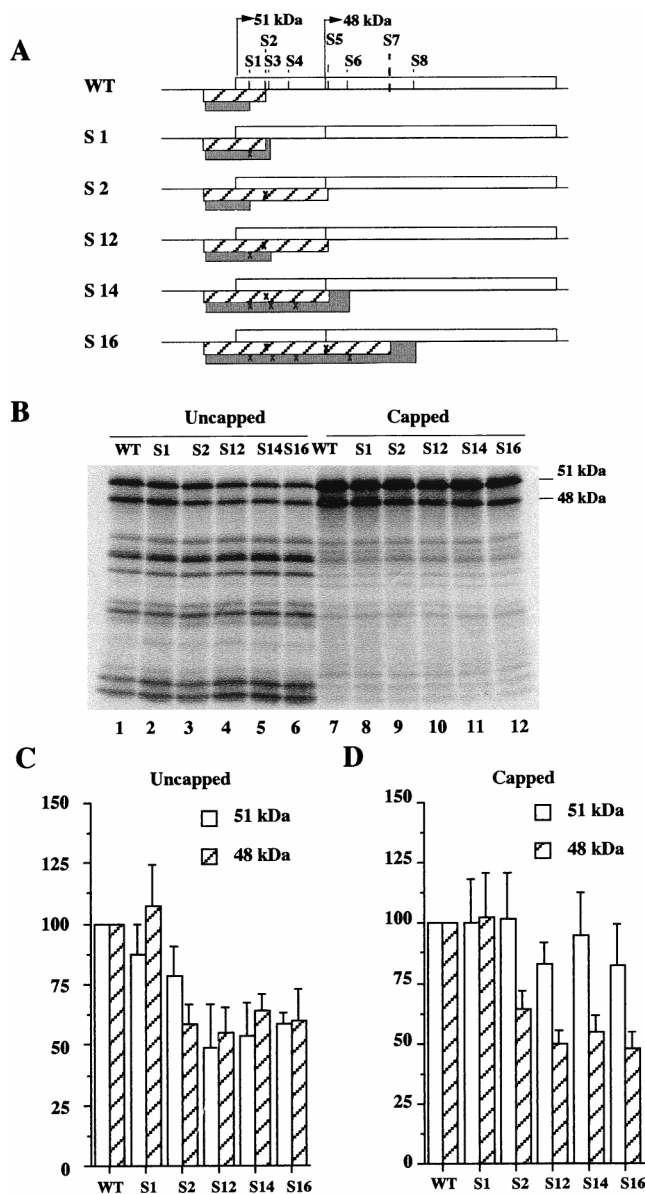 A
51 kDa 48 kDa
S2 S5 S7
S1 S3 S4 S6 S8
WT
S 1
S 2
S 12
S 14
S 16
B
Uncapped Capped
WT S1 S2 S12 S14 S16 WT S1 S2 S12 S14 S16
51 kDa
48 kDa
1 2 3 4 5 6 7 8 9 10 11 12
C
Uncapped
150
125
100
75
50
25
0
51 kDa
48 kDa
WT S1 S2 S12 S14 S16
D
Capped
150
125
100
75
50
25
0
51 kDa
48 kDa
WT S1 S2 S12 S14 S16